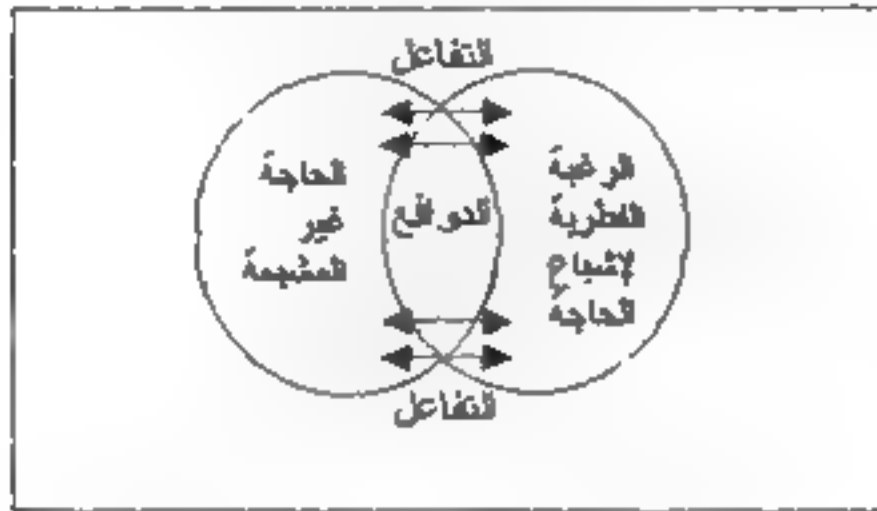 التفاعل
الرغبة
الفطرية
لإشباع
الحاجة
الدوافع
الحاجة
غير
المشبعة
التفاعل